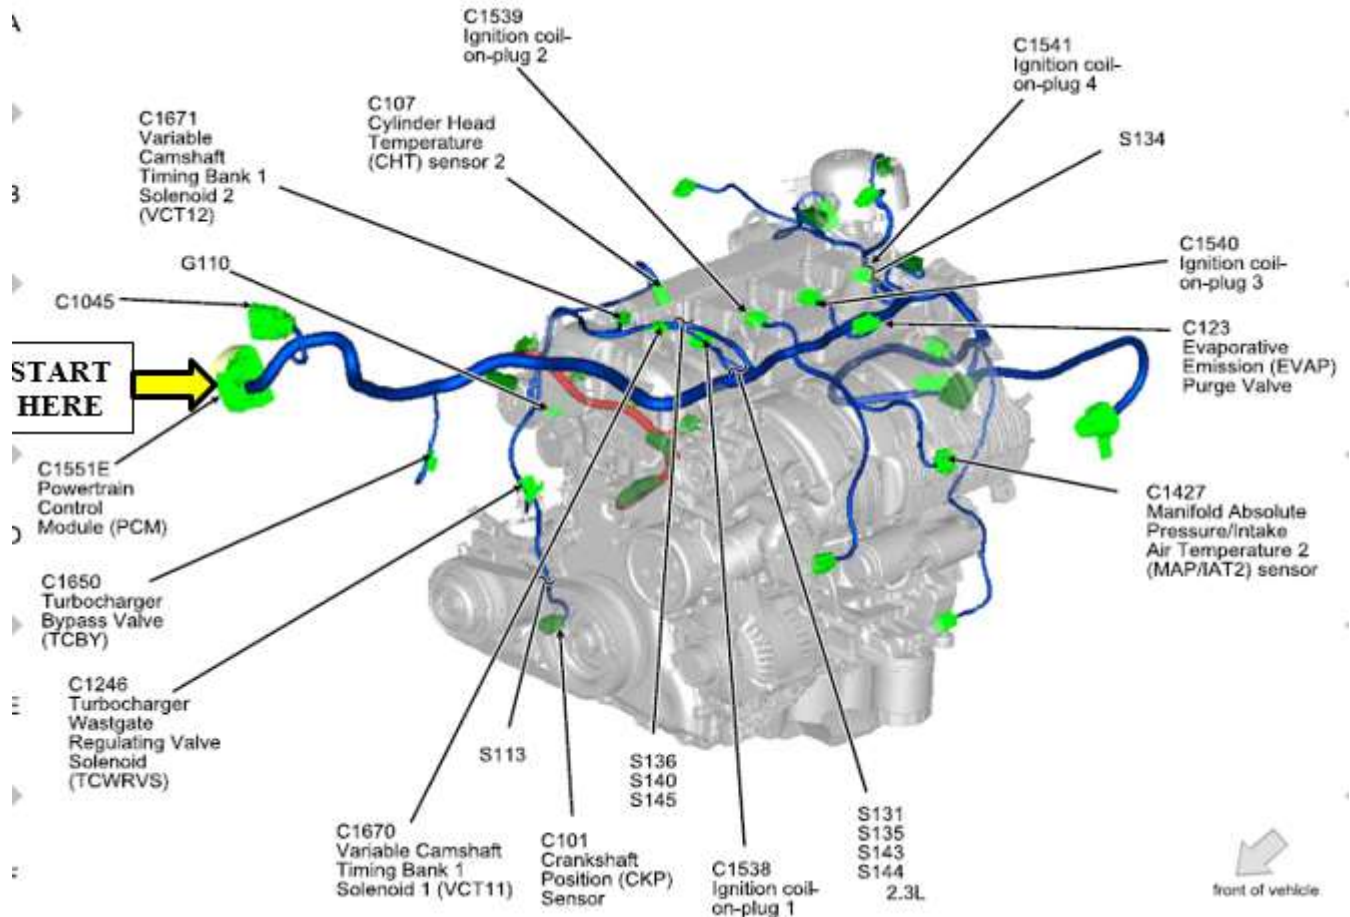 A
C1539
Ignition coil-
on-plug 2
C1541
Ignition coil-
on-plug 4
C107
Cylinder Head
Temperature
(CHT) sensor 2
C1671
Variable
Camshaft
Timing Bank 1
Solenoid 2
(VCT12)
S134
B
C1540
Ignition coil-
on-plug 3
G110
C1045
C123
Evaporative
Emission (EVAP)
Purge Valve
START
HERE
C1551E
Powertrain
Control
Module (PCM)
C1427
Manifold Absolute
Pressure/Intake
Air Temperature 2
(MAP/IAT2) sensor
D
C1650
Turbocharger
Bypass Valve
(TCBY)
C1246
Turbocharger
Wastgate
Regulating Valve
Solenoid
(TCWRVS)
E
S113
S136
S140
S145
C1670
Variable Camshaft
Timing Bank 1
Solenoid 1 (VCT11)
C101
Crankshaft
Position (CKP)
Sensor
C1538
Ignition coil-
on-plug 1
S131
S135
S143
S144
2.3L
F
front of vehicle